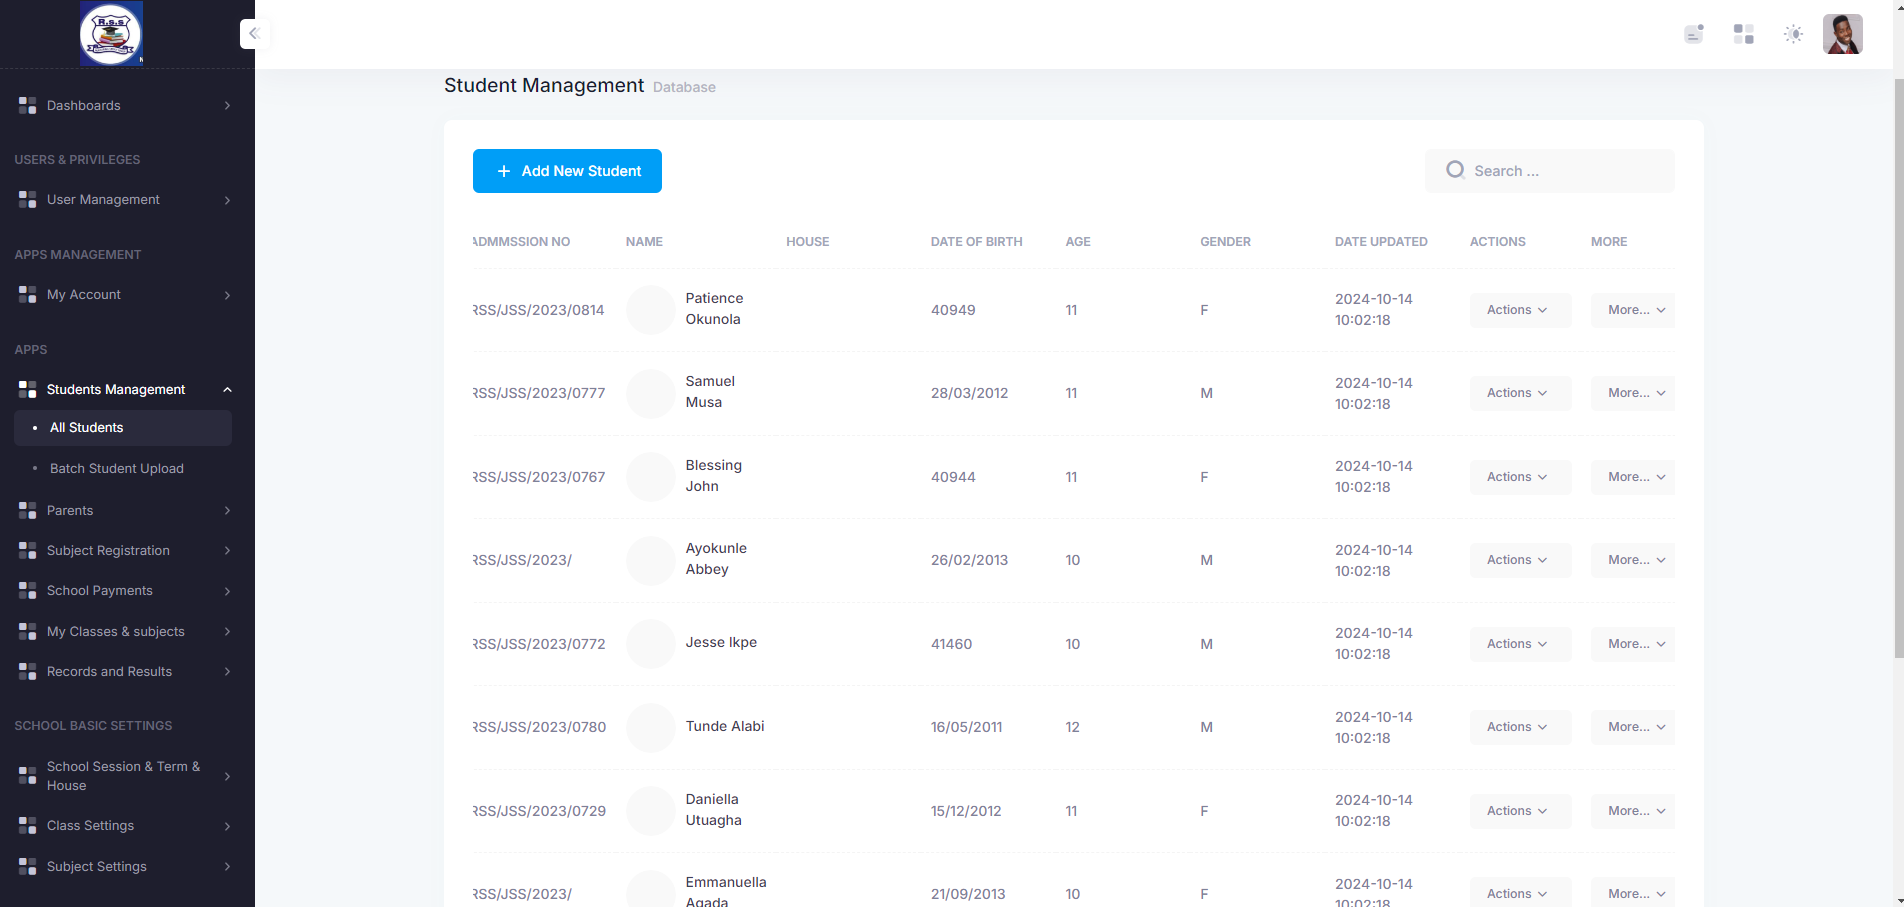 R.S.S
Dashboards
USERS & PRIVILEGES
User Management
APPS MANAGEMENT
My Account
APPS
Students Management
All Students
Batch Student Upload
Parents
Subject Registration
School Payments
My Classes & subjects
Records and Results
SCHOOL BASIC SETTINGS
School Session & Term &
House
Class Settings
Subject Settings
Student Management Database
Add New Student
Search ...
ADMMSSION NO NAME HOUSE DATE OF BIRTH AGE GENDER DATE UPDATED ACTIONS MORE
RSS/JSS/2023/0814 Patience Okunola 40949 11 F 2024-10-14 10:02:18 Actions More...
RSS/JSS/2023/0777 Samuel Musa 28/03/2012 11 M 2024-10-14 10:02:18 Actions More...
RSS/JSS/2023/0767 Blessing John 40944 11 F 2024-10-14 10:02:18 Actions More...
RSS/JSS/2023/ Ayokunle Abbey 26/02/2013 10 M 2024-10-14 10:02:18 Actions More...
RSS/JSS/2023/0772 Jesse Ikpe 41460 10 M 2024-10-14 10:02:18 Actions More...
RSS/JSS/2023/0780 Tunde Alabi 16/05/2011 12 M 2024-10-14 10:02:18 Actions More...
RSS/JSS/2023/0729 Daniella Utuagha 15/12/2012 11 F 2024-10-14 10:02:18 Actions More...
RSS/JSS/2023/ Emmanuella Agada 21/09/2013 10 F 2024-10-14 10:02:18 Actions More...